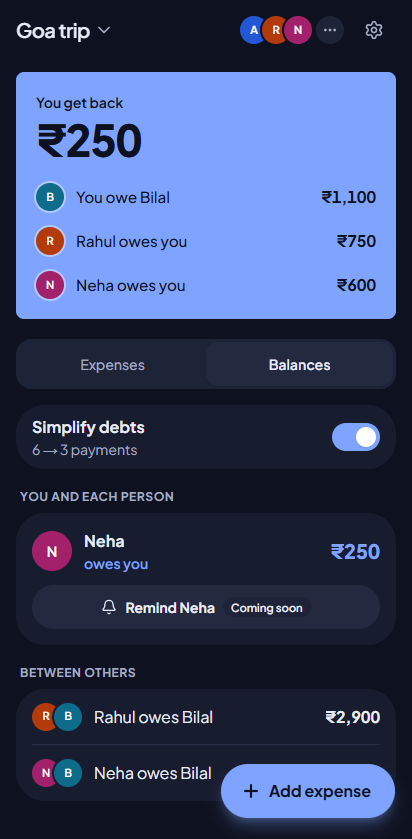 Goa trip
A R N ...
You get back
₹250
B You owe Bilal ₹1,100
R Rahul owes you ₹750
N Neha owes you ₹600
Expenses Balances
Simplify debts
6 → 3 payments
YOU AND EACH PERSON
N Neha ₹250
owes you
Remind Neha Coming soon
BETWEEN OTHERS
R B Rahul owes Bilal ₹2,900
N B Neha owes Bilal
+ Add expense